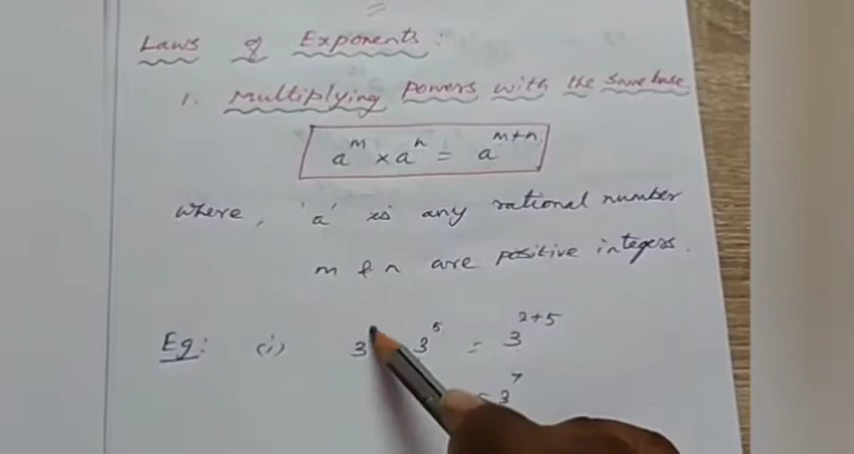 Laws of Exponents:
1. Multiplying Powers with the same base
a^m × a^n = a^{m+n}
where, 'a' is any rational number
m & n are positive integers.
Eg: (i) 3 3^5 = 3^{2+5}
= 3^7